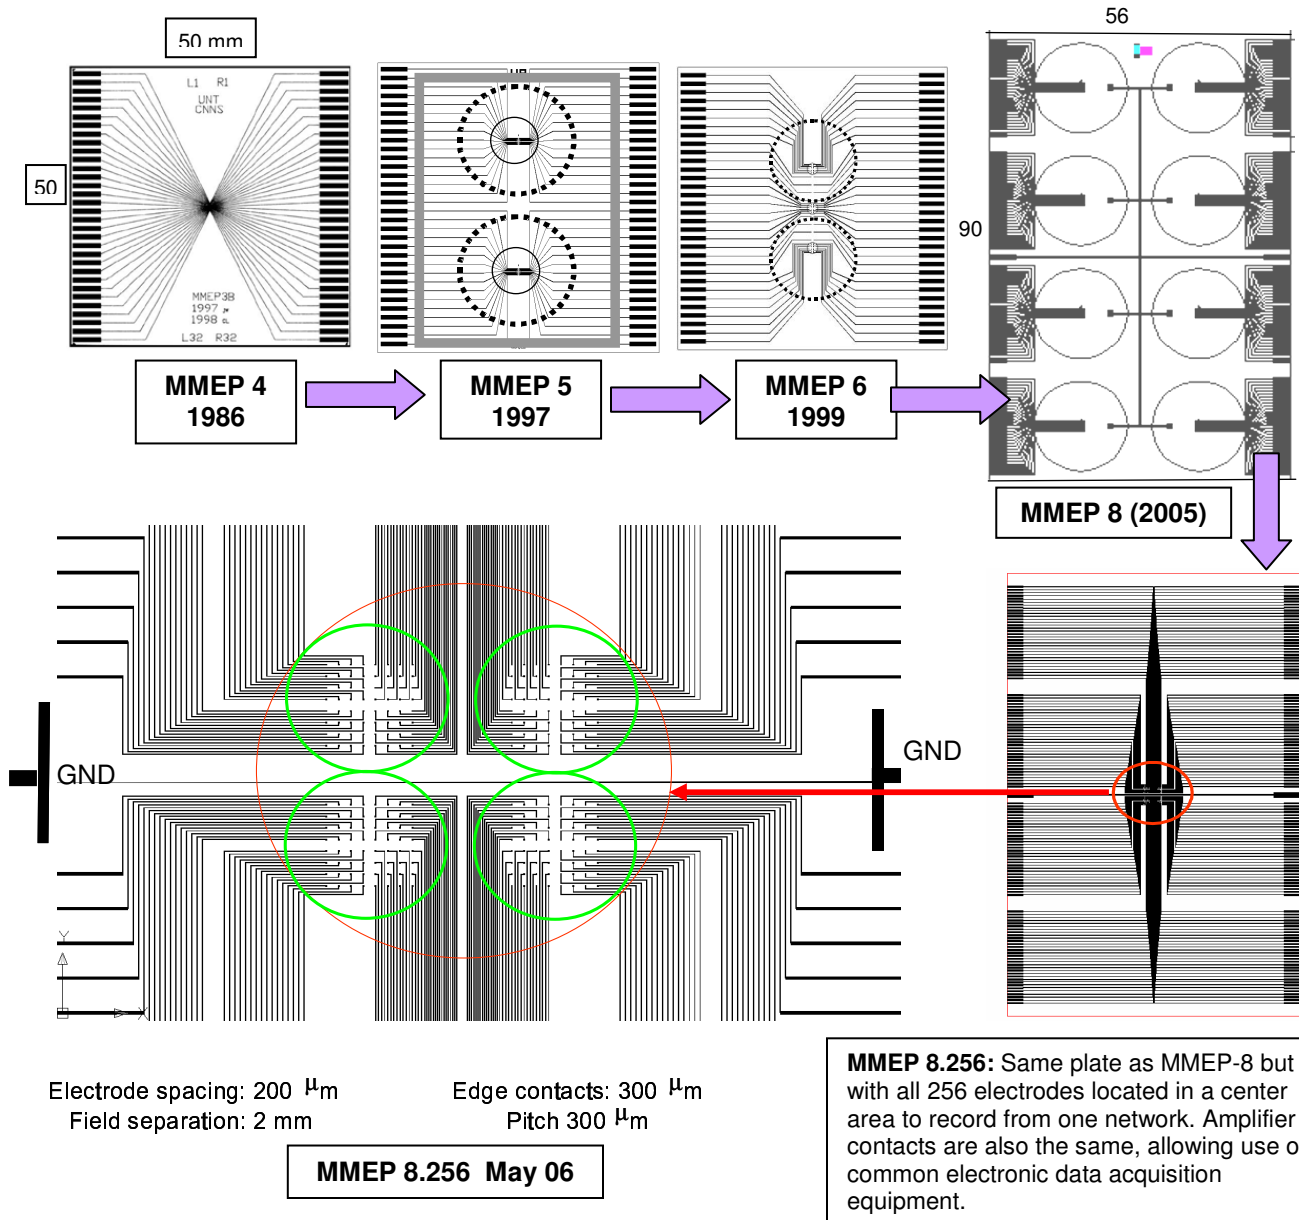 50 mm
56
L1 R1
UNT
CNNS
50
90
MMEP3B
1997
1998
L32 R32
MMEP 4
1986
MMEP 5
1997
MMEP 6
1999
MMEP 8 (2005)
GND
GND
Y
X
Electrode spacing: 200 μm
Field separation: 2 mm
Edge contacts: 300 μm
Pitch 300 μm
MMEP 8.256 May 06
MMEP 8.256: Same plate as MMEP-8 but
with all 256 electrodes located in a center
area to record from one network. Amplifier
contacts are also the same, allowing use o
common electronic data acquisition
equipment.